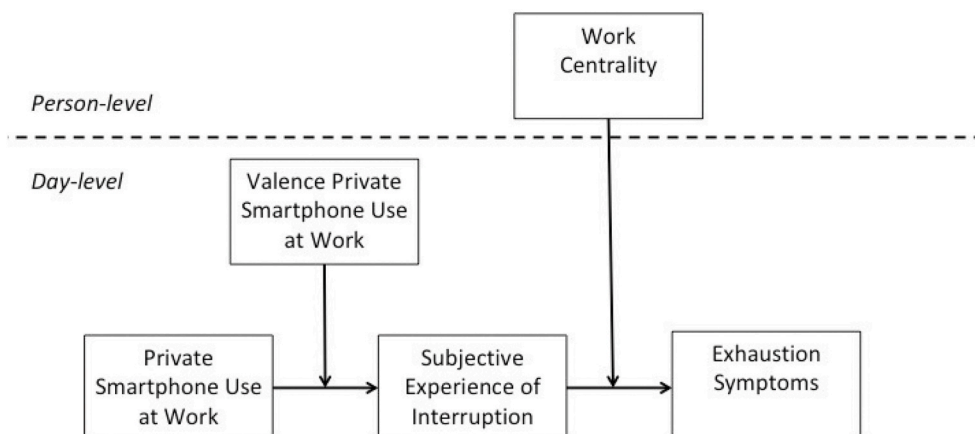 Work
Centrality
Person-level
Day-level
Valence Private
Smartphone Use
at Work
Private
Smartphone Use
at Work
Subjective
Experience of
Interruption
Exhaustion
Symptoms